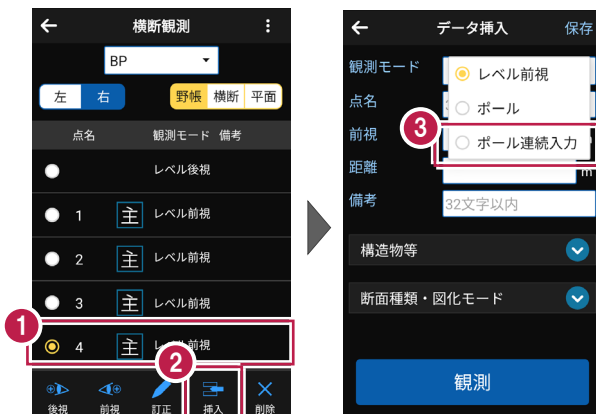 横断観測
BP
左 右 野帳 横断 平面
点名 観測モード 備考
レベル後視
1 主 レベル前視
2 主 レベル前視
3 主 レベル前視
1
4 主 レベル前視
2
後視 前視 訂正 挿入 削除
データ挿入 保存
観測モード レベル前視
点名 ポール
前視 3 ポール連続入力
距離 m
備考 32文字以内
構造物等
断面種類・図化モード
観測